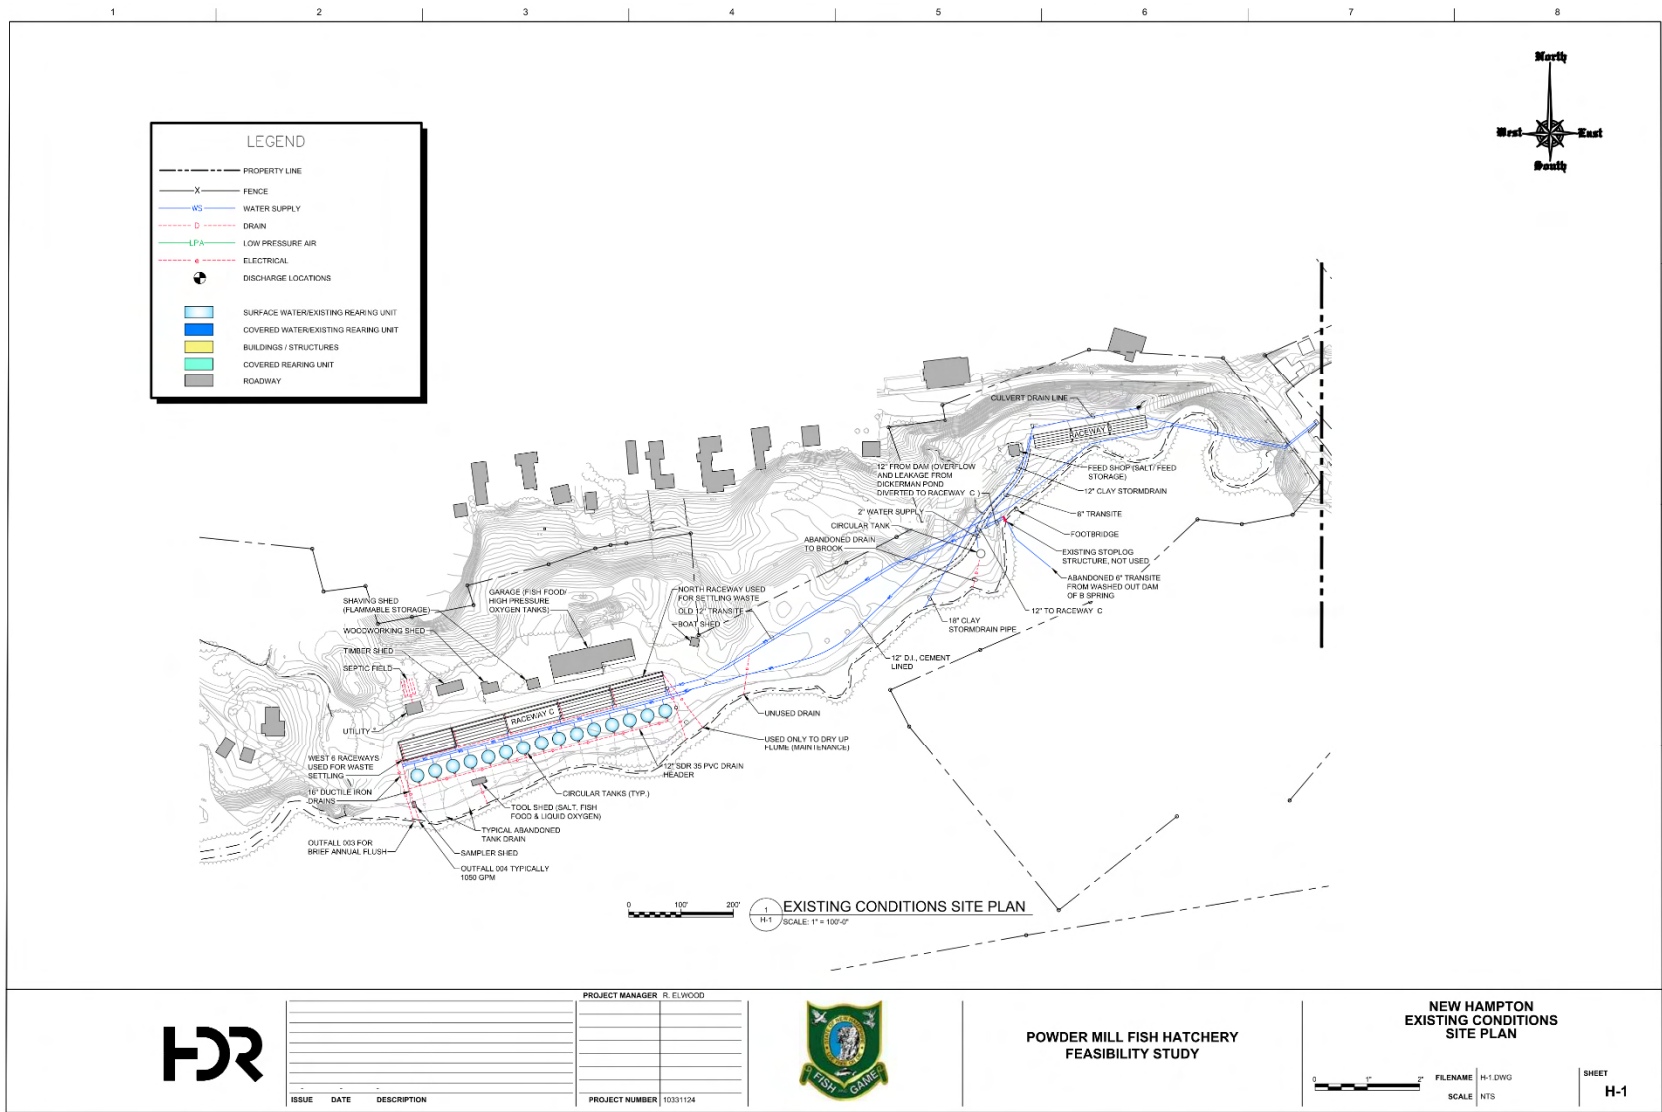 1 2 3 4 5 6 7 8
North
West East
South
LEGEND
PROPERTY LINE
X FENCE
WS WATER SUPPLY
D DRAIN
LPA LOW PRESSURE AIR
e ELECTRICAL
DISCHARGE LOCATIONS
SURFACE WATER/EXISTING REARING UNIT
COVERED WATER/EXISTING REARING UNIT
BUILDINGS / STRUCTURES
COVERED REARING UNIT
ROADWAY
CULVERT DRAIN LINE
RACEWAY
12" FROM DAM (OVERFLOW
AND LEAKAGE FROM
DICKERMAN POND
DIVERTED TO RACEWAY C )
FEED SHOP (SALT/ FEED
STORAGE)
12" CLAY STORMDRAIN
2" WATER SUPPLY
8" TRANSITE
CIRCULAR TANK
FOOTBRIDGE
ABANDONED DRAIN
TO BROOK
EXISTING STOPLOG
STRUCTURE, NOT USED
ABANDONED 6" TRANSITE
FROM WASHED OUT DAM
OF B SPRING
12" TO RACEWAY C
18" CLAY
STORMDRAIN PIPE
12" D.I., CEMENT
LINED
SHAVING SHED
(FLAMMABLE STORAGE)
GARAGE (FISH FOOD/
HIGH PRESSURE
OXYGEN TANKS)
NORTH RACEWAY USED
FOR SETTLING WASTE
OLD 12" TRANSITE
BOAT SHED
WOODWORKING SHED
TIMBER SHED
SEPTIC FIELD
UTILITY
RACEWAY C
UNUSED DRAIN
USED ONLY TO DRY UP
FLUME (MAINTENANCE)
WEST 6 RACEWAYS
USED FOR WASTE
SETTLING
12" SDR 35 PVC DRAIN
HEADER
16" DUCTILE IRON
DRAINS
CIRCULAR TANKS (TYP.)
TOOL SHED (SALT, FISH
FOOD & LIQUID OXYGEN)
TYPICAL ABANDONED
TANK DRAIN
OUTFALL 003 FOR
BRIEF ANNUAL FLUSH
SAMPLER SHED
OUTFALL 004 TYPICALLY
1050 GPM
0 100' 200'
1
H-1
EXISTING CONDITIONS SITE PLAN
SCALE: 1" = 100'-0"
HDR
ISSUE DATE DESCRIPTION
PROJECT MANAGER R. ELWOOD
PROJECT NUMBER 10331124
FISH AND GAME
POWDER MILL FISH HATCHERY
FEASIBILITY STUDY
NEW HAMPTON
EXISTING CONDITIONS
SITE PLAN
0 1" 2"
FILENAME H-1.DWG
SCALE NTS
SHEET
H-1